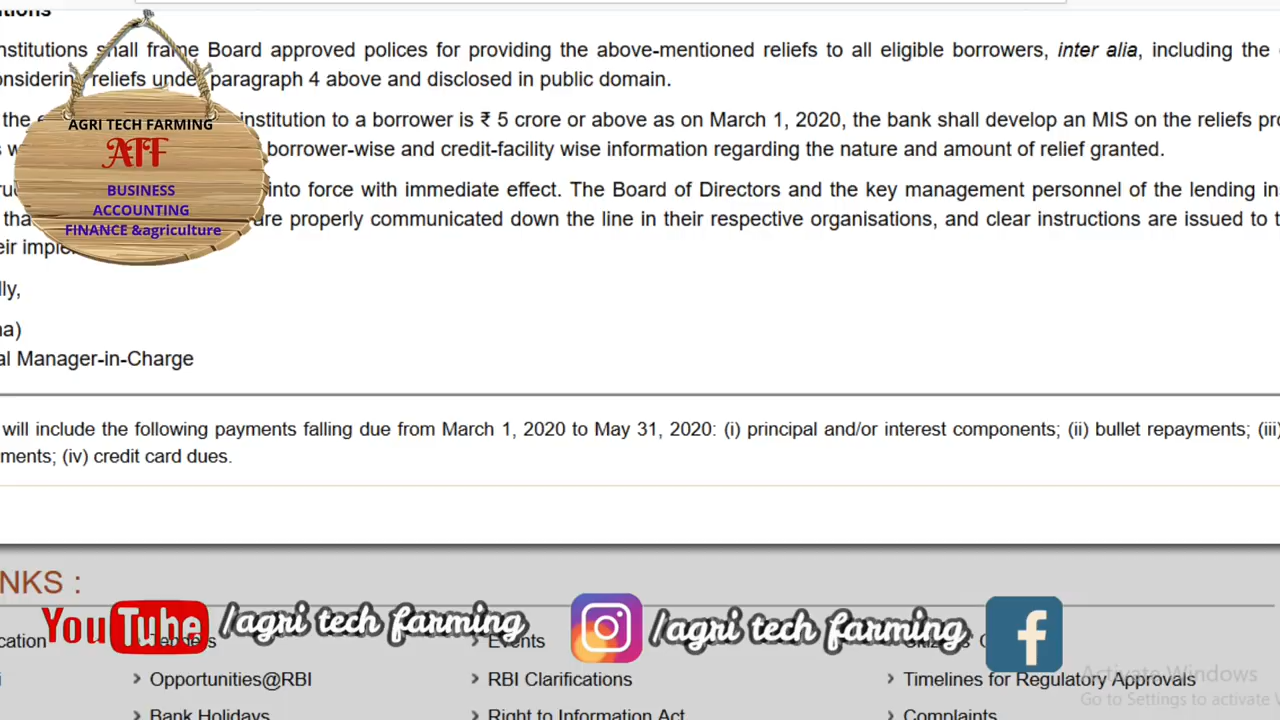 nstitutions shall frame Board approved polices for providing the above-mentioned reliefs to all eligible borrowers, inter alia, including the
onsidering reliefs under paragraph 4 above and disclosed in public domain.
the institution to a borrower is ₹ 5 crore or above as on March 1, 2020, the bank shall develop an MIS on the reliefs pro
borrower-wise and credit-facility wise information regarding the nature and amount of relief granted.
into force with immediate effect. The Board of Directors and the key management personnel of the lending in
tha are properly communicated down the line in their respective organisations, and clear instructions are issued to t
eir imple
AGRI TECH FARMING
ATF
BUSINESS
ACCOUNTING
FINANCE &agriculture
lly,
na)
al Manager-in-Charge
will include the following payments falling due from March 1, 2020 to May 31, 2020: (i) principal and/or interest components; (ii) bullet repayments; (iii)
ments; (iv) credit card dues.
NKS :
YouTube /agri tech farming /agri tech farming f
cation Tenders Events
Opportunities@RBI RBI Clarifications Timelines for Regulatory Approvals
Bank Holidays Right to Information Act Complaints
Activate Windows
Go to Settings to activate